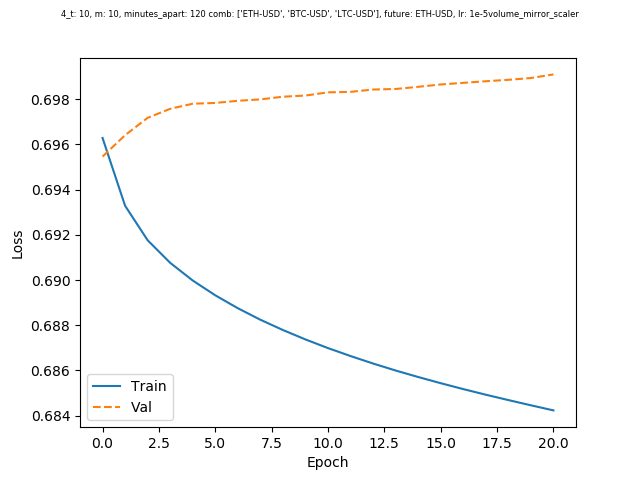 4_t: 10, m: 10, minutes_apart: 120 comb: ['ETH-USD', 'BTC-USD', 'LTC-USD'], future: ETH-USD, lr: 1e-5volume_mirror_scaler
0.698
0.696
0.694
0.692
0.690
0.688
0.686
0.684
Loss
Train
Val
0.0 2.5 5.0 7.5 10.0 12.5 15.0 17.5 20.0
Epoch